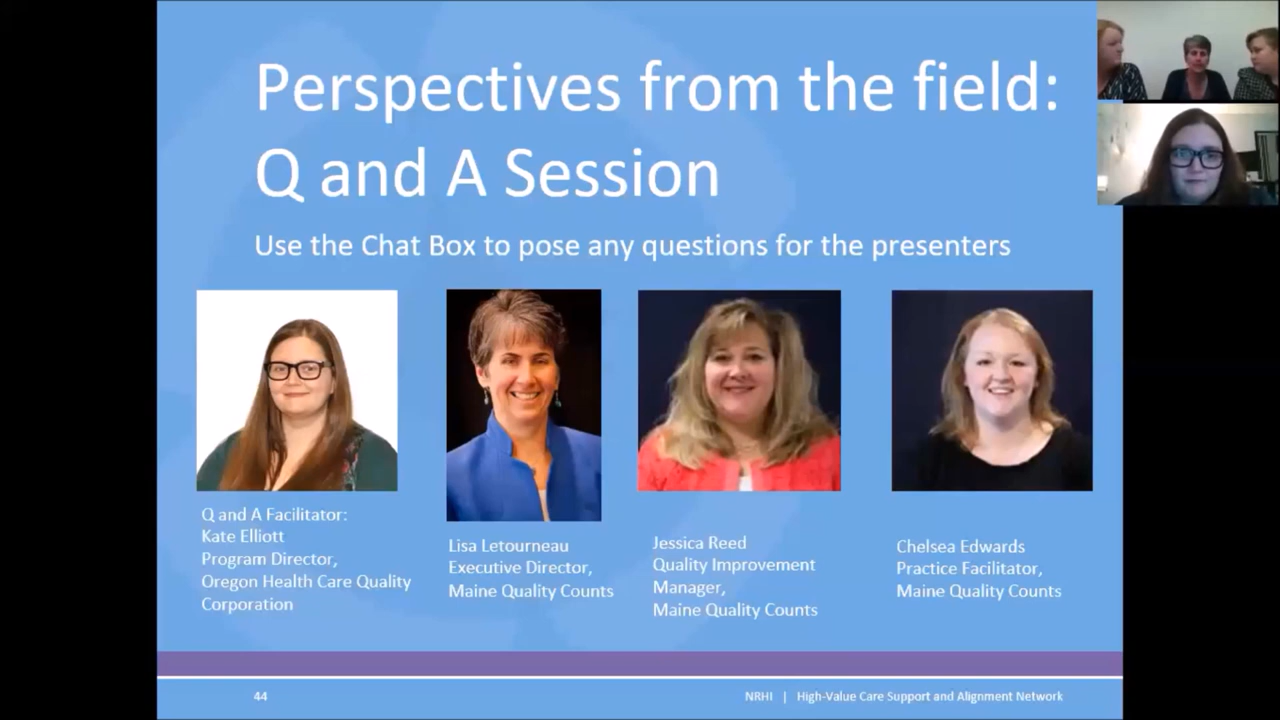 Perspectives from the field:
Q and A Session
Use the Chat Box to pose any questions for the presenters
Q and A Facilitator:
Kate Elliott
Program Director,
Oregon Health Care Quality
Corporation
Lisa Letourneau
Executive Director,
Maine Quality Counts
Jessica Reed
Quality Improvement
Manager,
Maine Quality Counts
Chelsea Edwards
Practice Facilitator,
Maine Quality Counts
44
NRHI | High-Value Care Support and Alignment Network